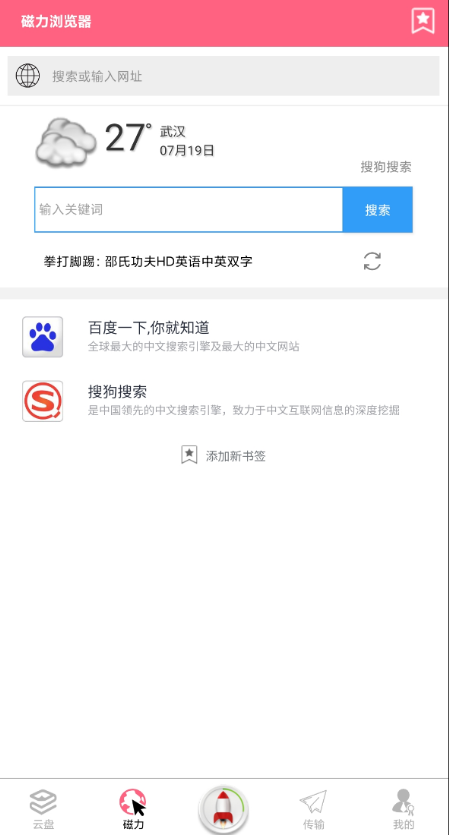 磁力浏览器
搜索或输入网址
27°
武汉
07月19日
搜狗搜索
输入关键词
搜索
拳打脚踢：邵氏功夫HD英语中英双字
百度一下,你就知道
全球最大的中文搜索引擎及最大的中文网站
搜狗搜索
是中国领先的中文搜索引擎，致力于中文互联网信息的深度挖掘
添加新书签
云盘
磁力
传输
我的